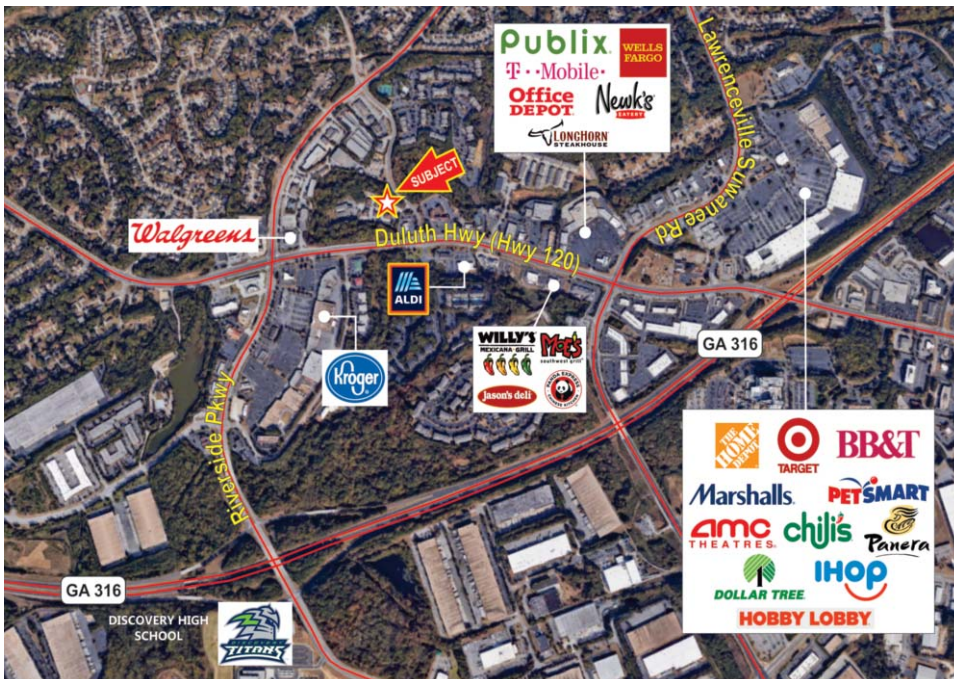 Publix.
WELLS
FARGO
T··Mobile·
Office
DEPOT
Newk's
EATERY
LONGHORN
STEAKHOUSE
Lawrenceville Suwanee Rd
SUBJECT
Walgreens
Duluth Hwy (Hwy 120)
ALDI
WILLY'S
MEXICANA GRILL
MOE'S
southwest grill
Jason's deli
PANDA EXPRESS
CHINESE KITCHEN
Kroger
GA 316
Riverside Pkwy
THE
HOME
DEPOT
TARGET
BB&T
Marshalls.
PETSMART
amc
THEATRES
chili's
Panera
DOLLAR TREE
IHOP
HOBBY LOBBY
GA 316
DISCOVERY HIGH
SCHOOL
DISCOVERY
TITANS